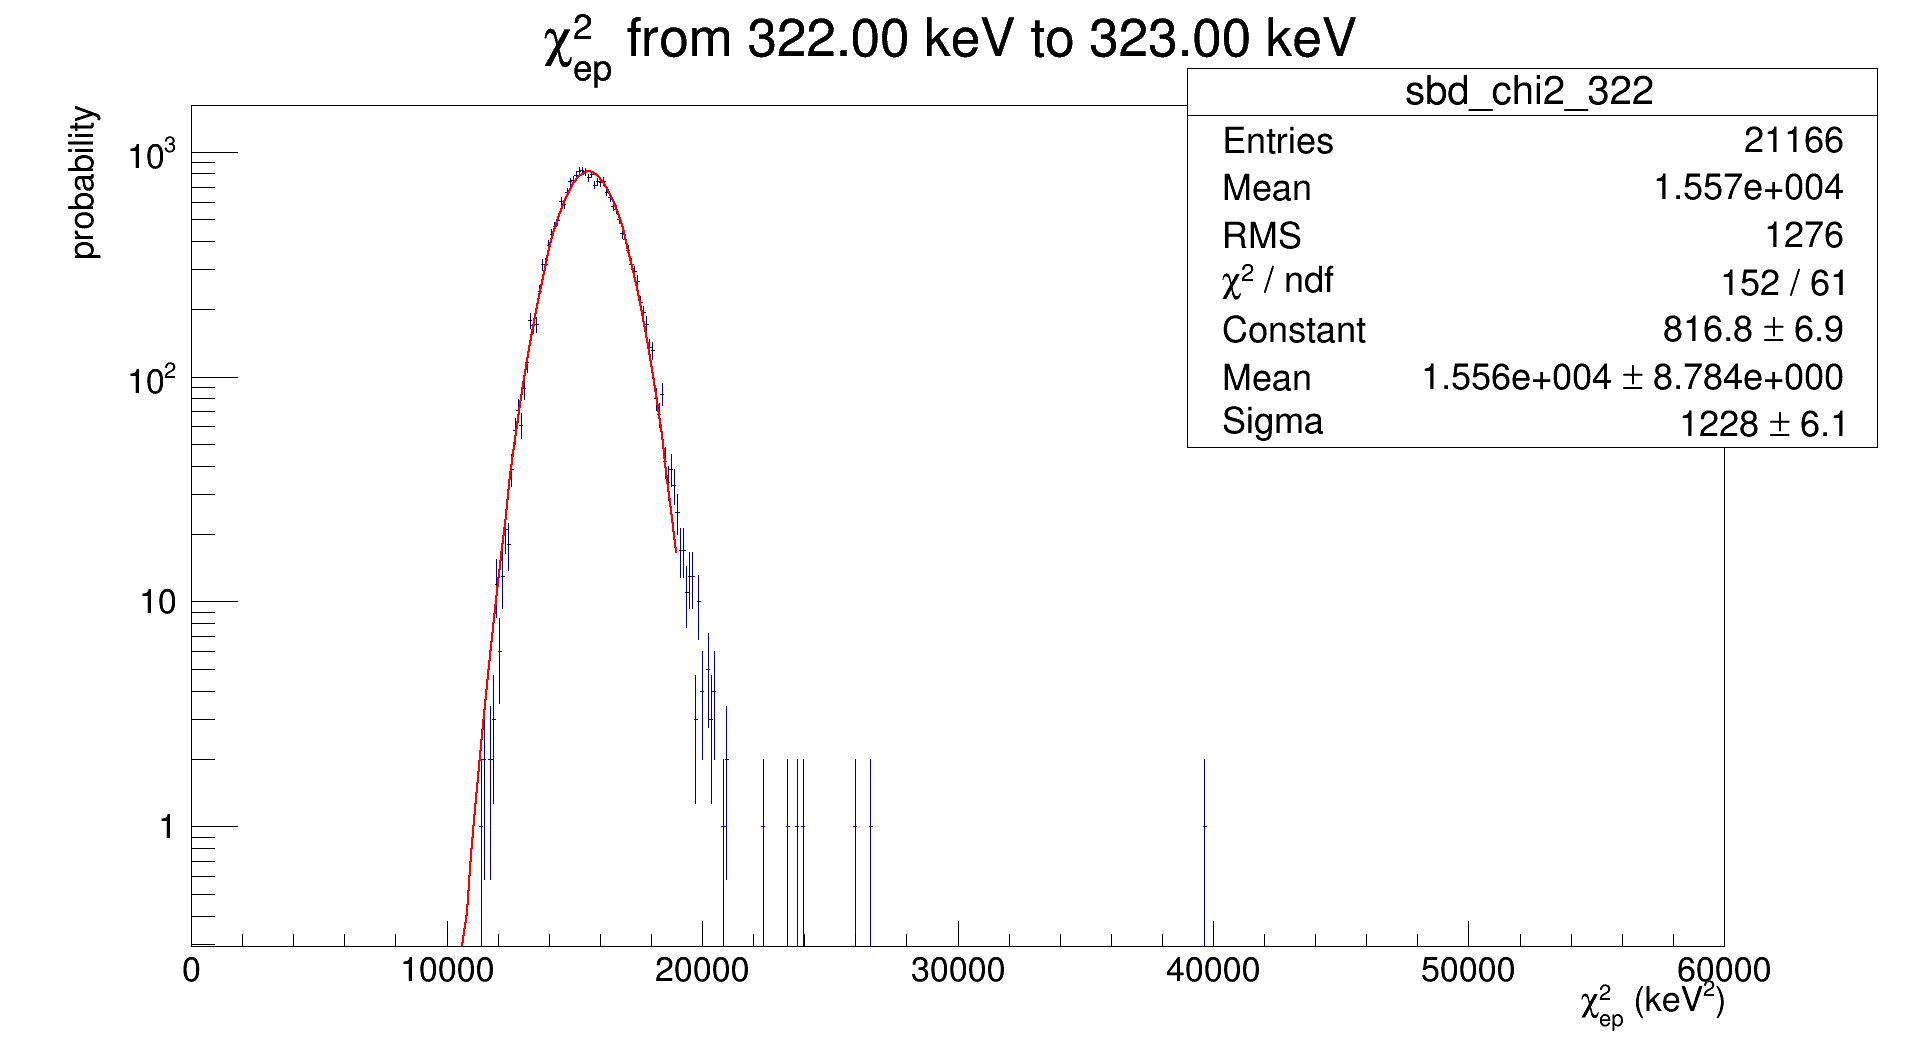 χ²ep from 322.00 keV to 323.00 keV
sbd_chi2_322
Entries 21166
Mean 1.557e+004
RMS 1276
χ² / ndf 152 / 61
Constant 816.8 ± 6.9
Mean 1.556e+004 ± 8.784e+000
Sigma 1228 ± 6.1
probability
10³
10²
10
1
0 10000 20000 30000 40000 50000 60000
χ²ep (keV²)